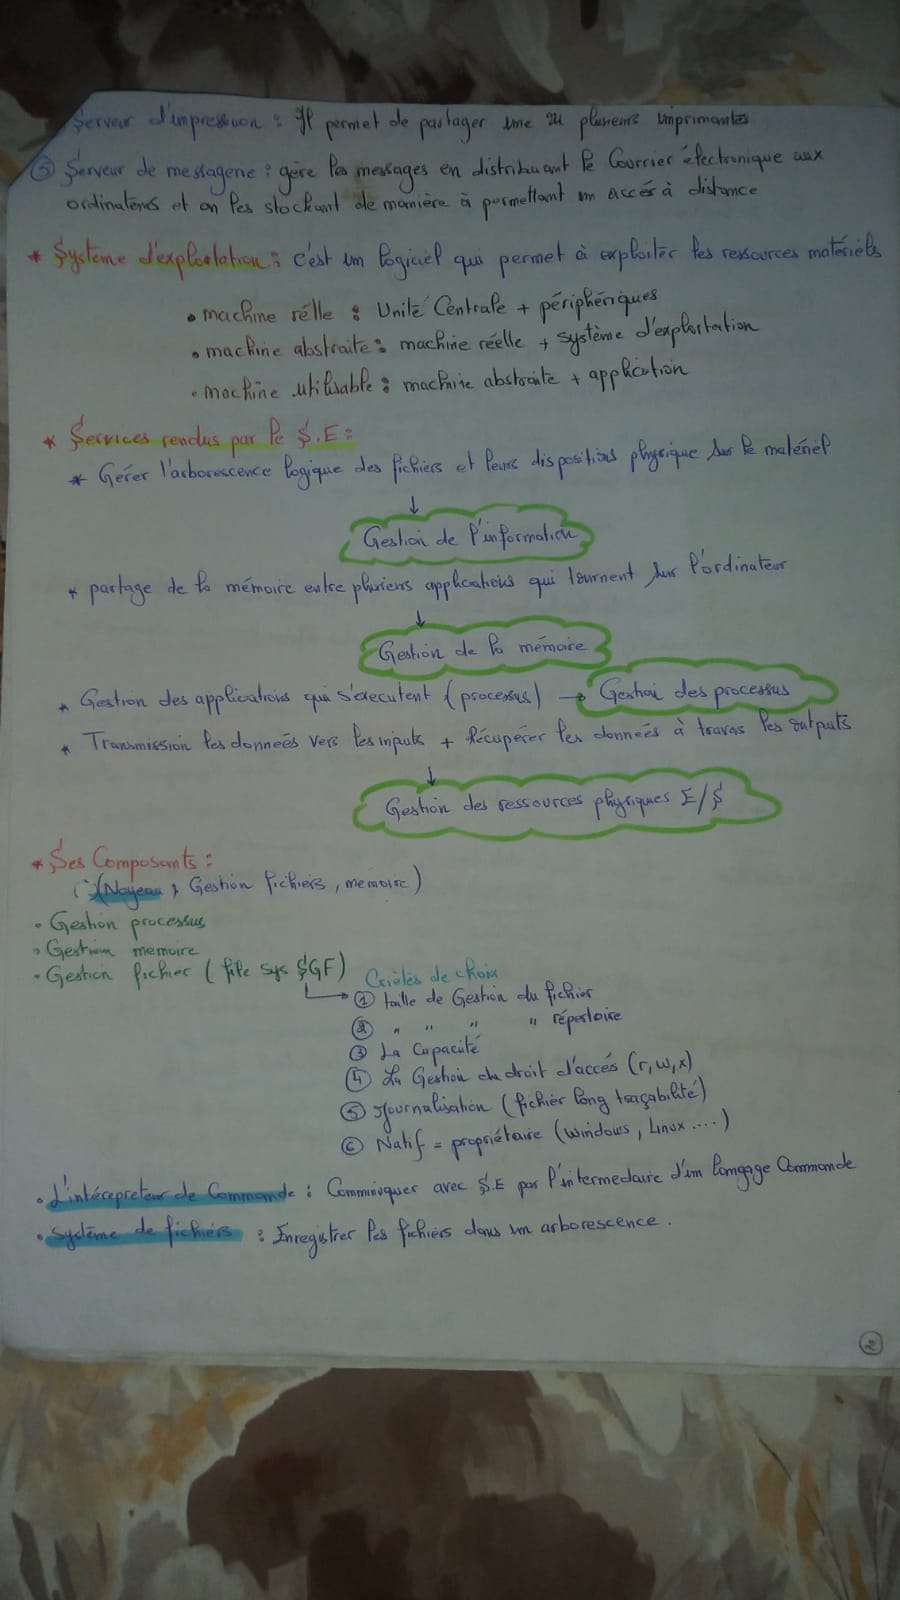 Serveur d'impression : Il permet de partager une ou plusieurs imprimantes
⑤ Serveur de messagerie : gère les messages en distribuant le Courrier électronique aux
ordinateurs et en les stockant de manière à permettant un accés à distance
* Système d'exploitation : c'est un logiciel qui permet à exploiter les ressources matériels
• machine réelle : Unité Centrale + périphériques
• machine abstraite : machine réelle + système d'exploitation
• machine utilisable : machine abstraite + application
* Services rendus par le S.E :
* Gérer l'arborescence logique des fichiers et leurs dispositions physique sur le matériel
↓
Gestion de l'information
* partage de la mémoire entre plusieurs applications qui tournent sur l'ordinateur
↓
Gestion de la mémoire
* Gestion des applications qui s'executent (processus) → Gestion des processus
* Transmission les données vers les inputs + Récupérer les données à travers les outputs
↓
Gestion des ressources physiques E/S
* Ses Composants :
(Noyeau : Gestion fichiers, memoire)
• Gestion processus
• Gestion memoire
• Gestion fichier (file sys SGF)
Critères de choix
① taille de Gestion du fichier
② " " " " répertoire
③ La Capacité
④ La Gestion du droit d'accés (r,w,x)
⑤ Journalisation (fichier long traçabilité)
⑥ Natif = propriétaire (windows, Linux ....)
• L'intérepreteur de Commande : Comminuquer avec S.E par l'intermedaire d'un langage Commande
• Système de fichiers : Enregistrer les fichiers dans un arborescence.
②